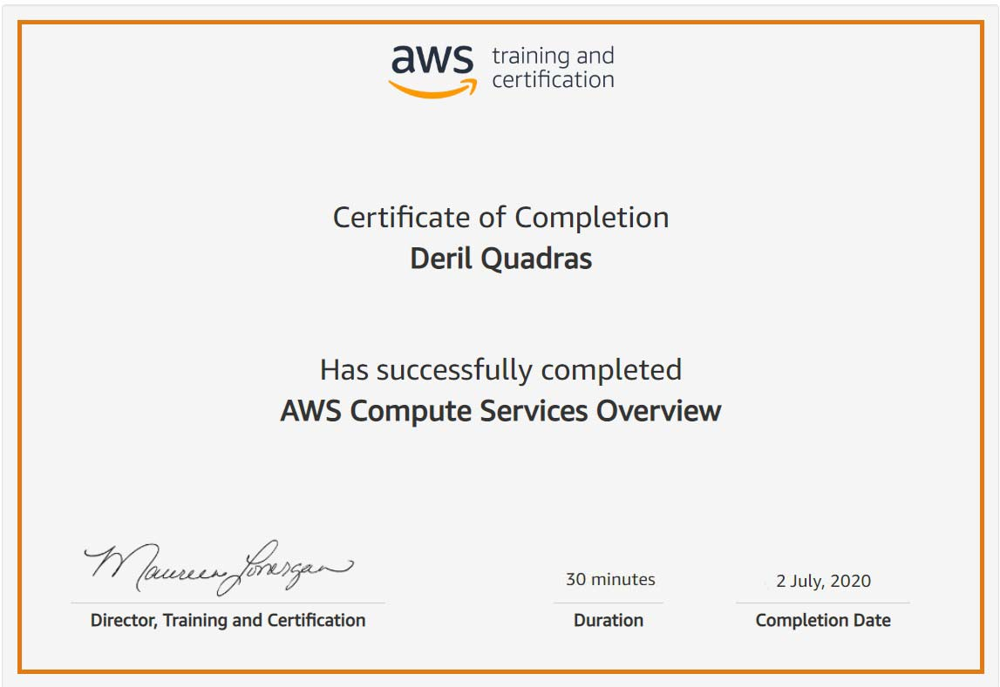 aws training and
certification
Certificate of Completion
Deril Quadras
Has successfully completed
AWS Compute Services Overview
Maureen Lonergan
Director, Training and Certification
30 minutes
Duration
2 July, 2020
Completion Date